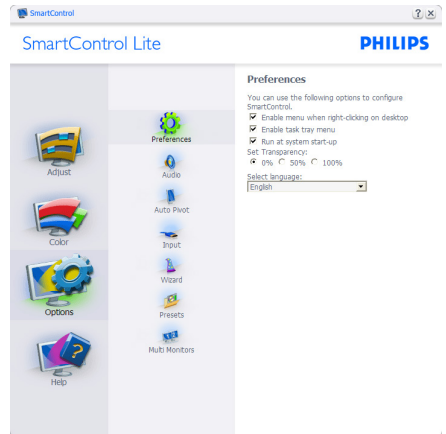 SmartControl
SmartControl Lite
PHILIPS
Adjust
Color
Options
Help
Preferences
Audio
Auto Pivot
Input
Wizard
Presets
Multi Monitors
Preferences
You can use the following options to configure
SmartControl.
Enable menu when right-clicking on desktop
Enable task tray menu
Run at system start-up
Set Transparency:
0% 50% 100%
Select language:
English